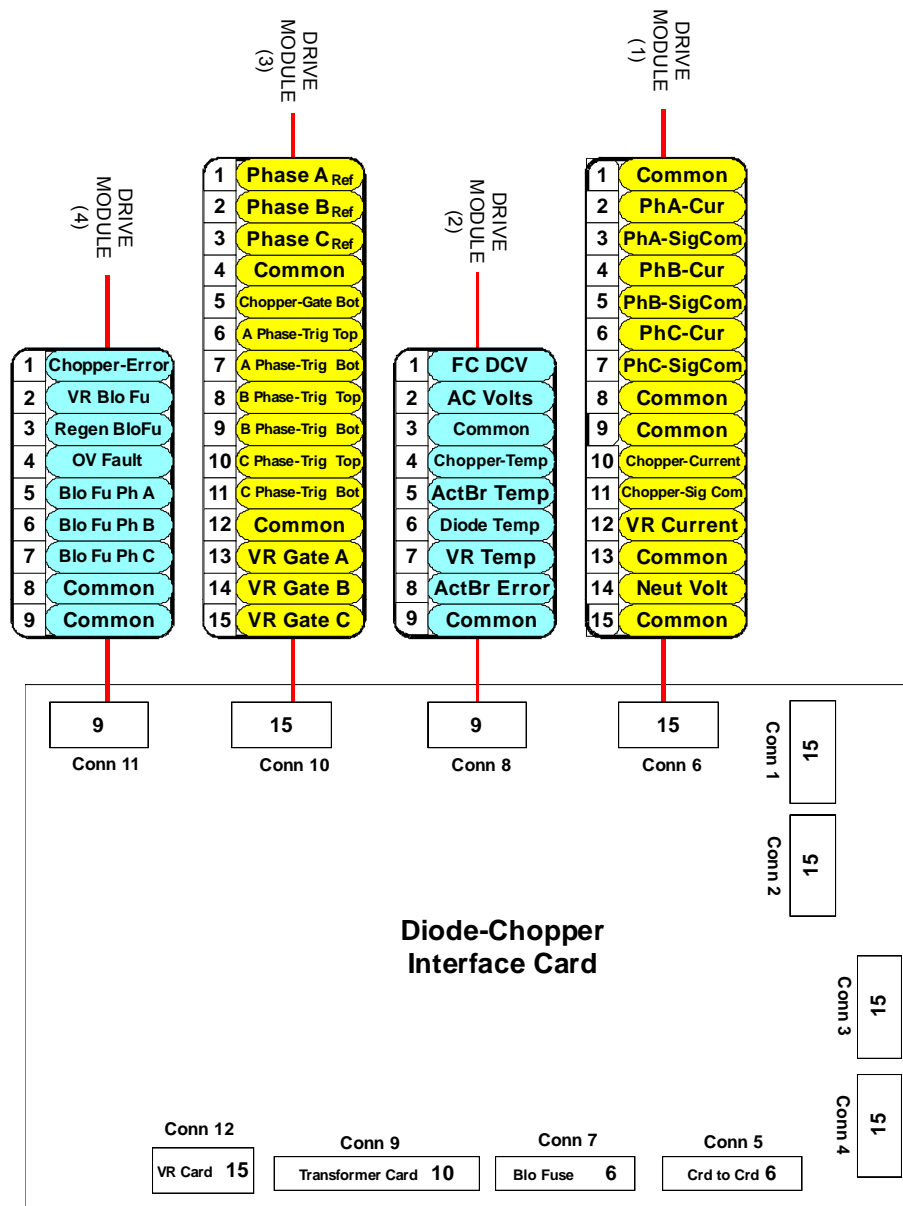 DRIVE
MODULE
(4)
1 Chopper-Error
2 VR Blo Fu
3 Regen BloFu
4 OV Fault
5 Blo Fu Ph A
6 Blo Fu Ph B
7 Blo Fu Ph C
8 Common
9 Common
DRIVE
MODULE
(3)
1 Phase A Ref
2 Phase B Ref
3 Phase C Ref
4 Common
5 Chopper-Gate Bot
6 A Phase-Trig Top
7 A Phase-Trig Bot
8 B Phase-Trig Top
9 B Phase-Trig Bot
10 C Phase-Trig Top
11 C Phase-Trig Bot
12 Common
13 VR Gate A
14 VR Gate B
15 VR Gate C
DRIVE
MODULE
(2)
1 FC DCV
2 AC Volts
3 Common
4 Chopper-Temp
5 ActBr Temp
6 Diode Temp
7 VR Temp
8 ActBr Error
9 Common
DRIVE
MODULE
(1)
1 Common
2 PhA-Cur
3 PhA-SigCom
4 PhB-Cur
5 PhB-SigCom
6 PhC-Cur
7 PhC-SigCom
8 Common
9 Common
10 Chopper-Current
11 Chopper-Sig Com
12 VR Current
13 Common
14 Neut Volt
15 Common
9
Conn 11
15
Conn 10
9
Conn 8
15
Conn 6
Conn 1
15
Conn 2
15
Diode-Chopper
Interface Card
Conn 3
15
Conn 4
15
Conn 12
VR Card 15
Conn 9
Transformer Card 10
Conn 7
Blo Fuse 6
Conn 5
Crd to Crd 6